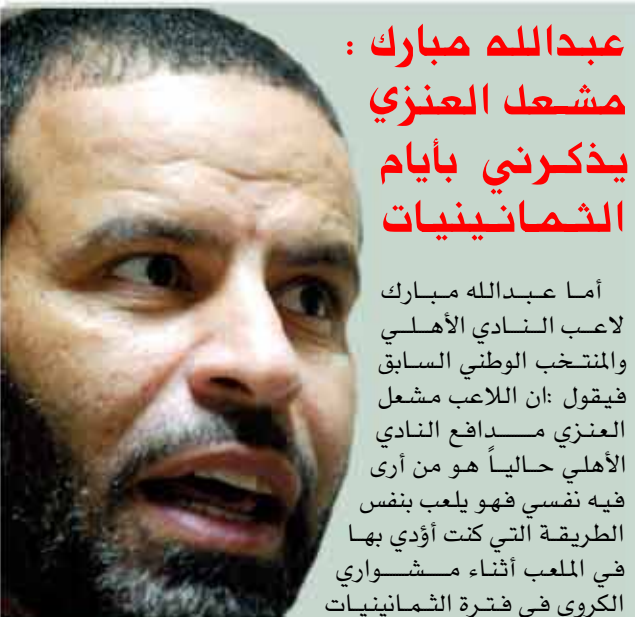 عبدالله مبارك :
مشعل العنزي
يذكرني بأيام
الثمانينيات
أما عبدالله مبارك
لاعب النادي الأهلي
والمنتخب الوطني السابق
فيقول :ان اللاعب مشعل
العنزي مدافع النادي
الأهلي حالياً هو من أرى
فيه نفسي فهو يلعب بنفس
الطريقة التي كنت أؤدي بها
في الملعب أثناء مشواري
الكروي في فترة الثمانينيات